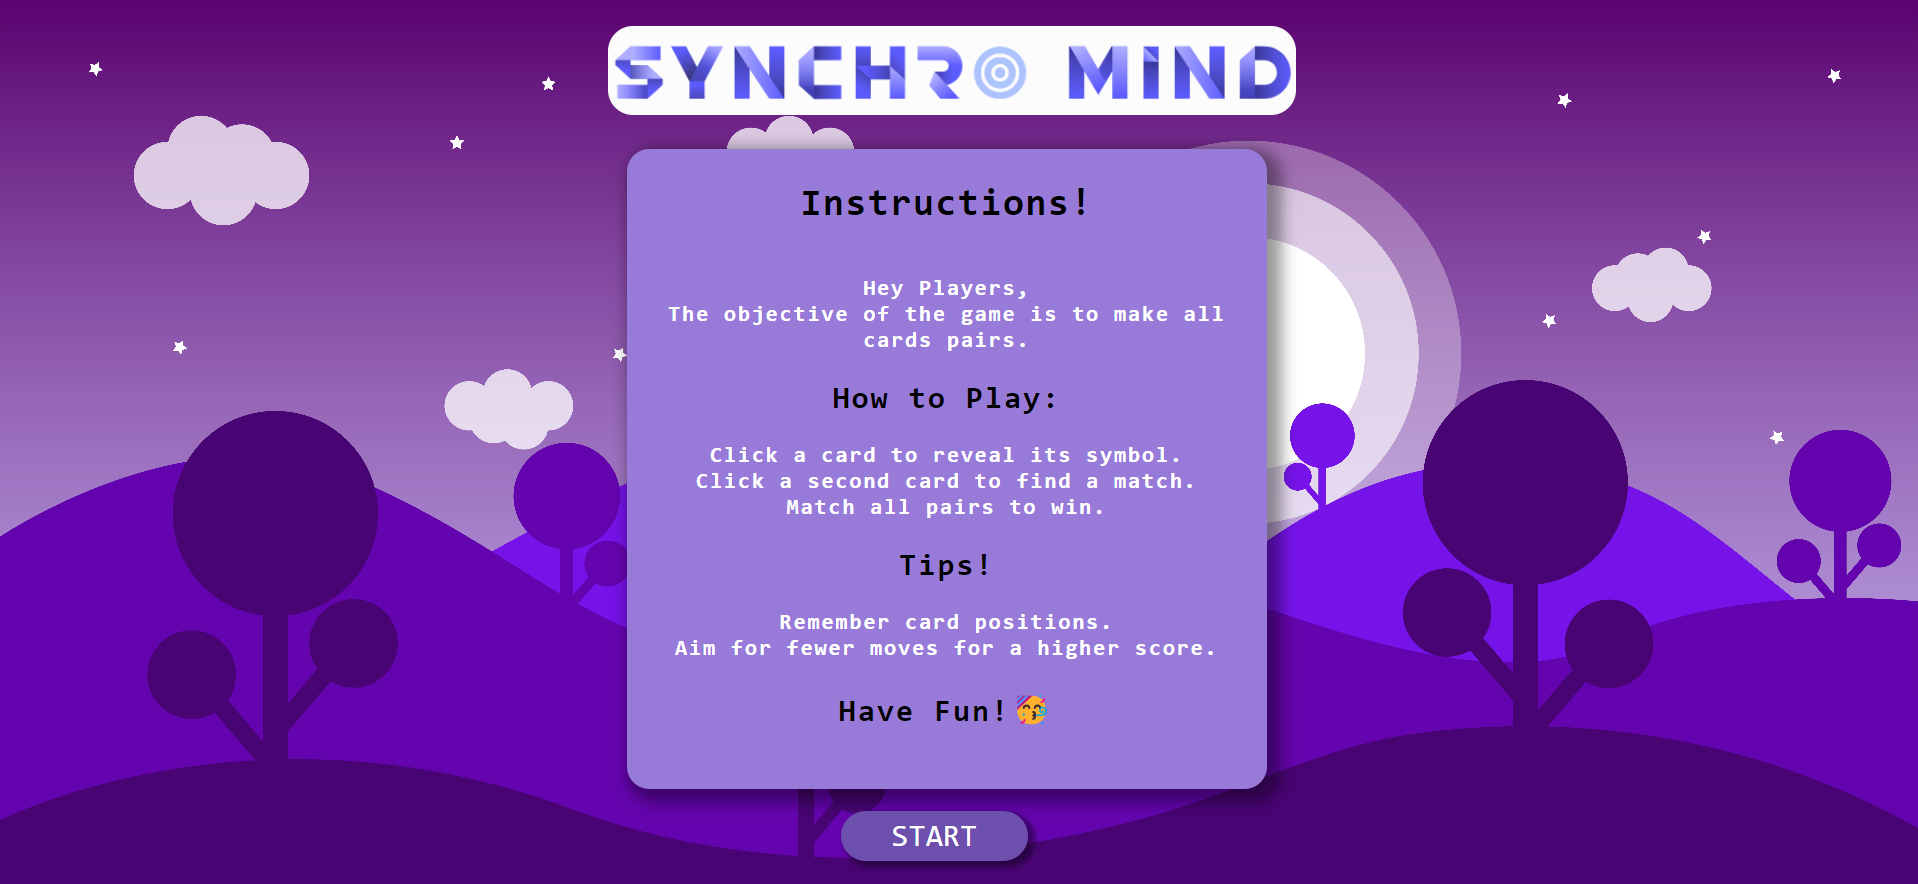 SYNCHRO MIND
Instructions!
Hey Players,
The objective of the game is to make all
cards pairs.
How to Play:
Click a card to reveal its symbol.
Click a second card to find a match.
Match all pairs to win.
Tips!
Remember card positions.
Aim for fewer moves for a higher score.
Have Fun!🥳
START